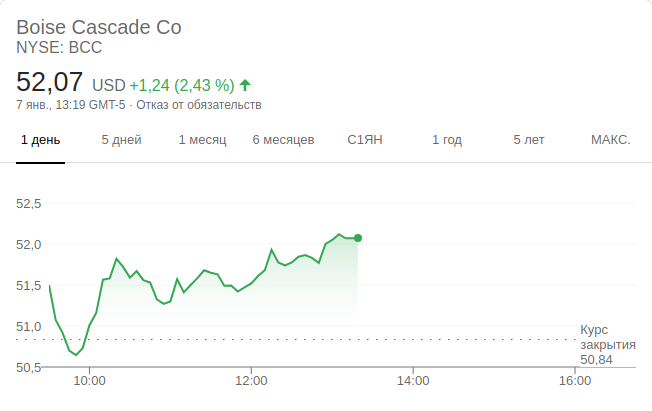 Boise Cascade Co
NYSE: BCC
52,07 USD +1,24 (2,43 %)
7 янв., 13:19 GMT-5 · Отказ от обязательств
1 день 5 дней 1 месяц 6 месяцев С1ЯН 1 год 5 лет МАКС.
52,5
52,0
51,5
51,0
50,5
Курс
закрытия
50,84
10:00 12:00 14:00 16:00